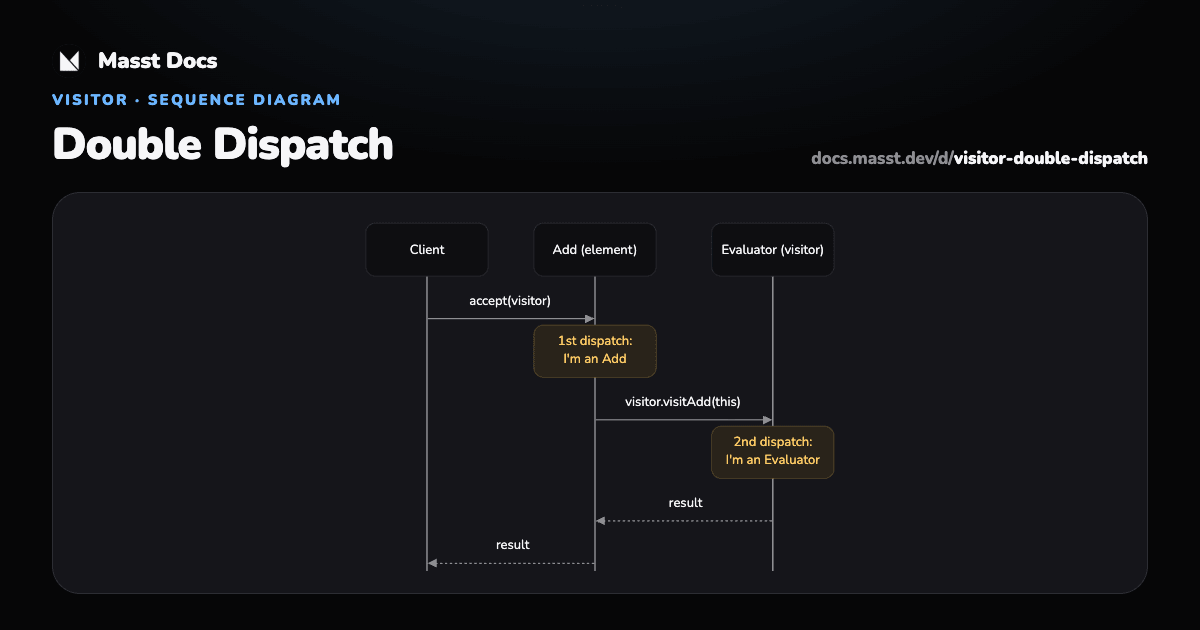 Masst Docs
VISITOR · SEQUENCE DIAGRAM
Double Dispatch
docs.masst.dev/d/visitor-double-dispatch
Client
Add (element)
Evaluator (visitor)
accept(visitor)
1st dispatch:
I'm an Add
visitor.visitAdd(this)
2nd dispatch:
I'm an Evaluator
result
result